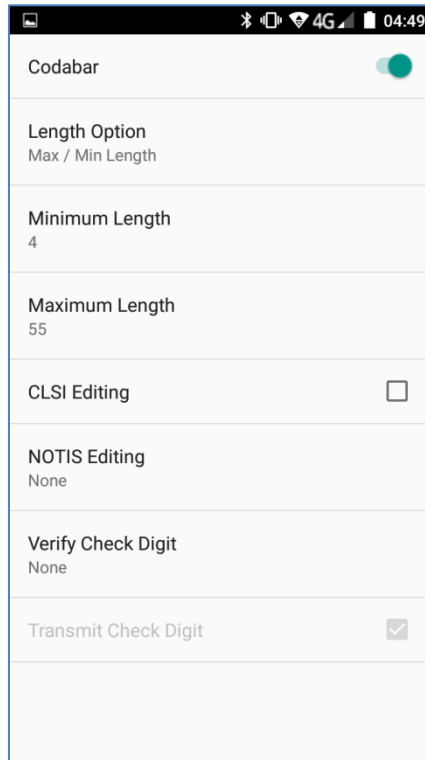 4G 04:49
Codabar
Length Option
Max / Min Length
Minimum Length
4
Maximum Length
55
CLSI Editing
NOTIS Editing
None
Verify Check Digit
None
Transmit Check Digit